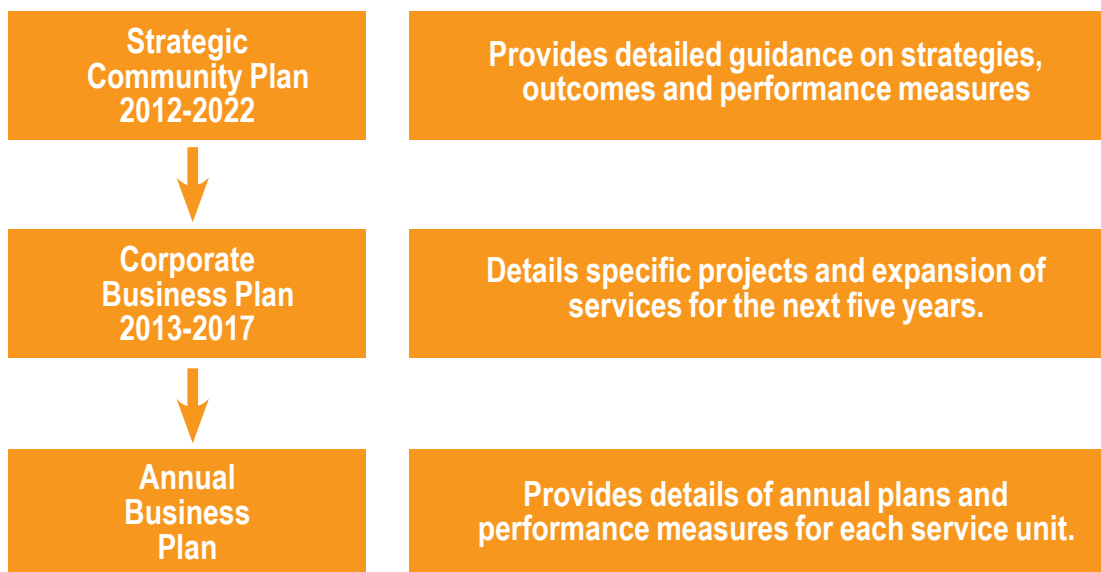 Strategic
Community Plan
2012-2022
Provides detailed guidance on strategies,
outcomes and performance measures
Corporate
Business Plan
2013-2017
Details specific projects and expansion of
services for the next five years.
Annual
Business
Plan
Provides details of annual plans and
performance measures for each service unit.